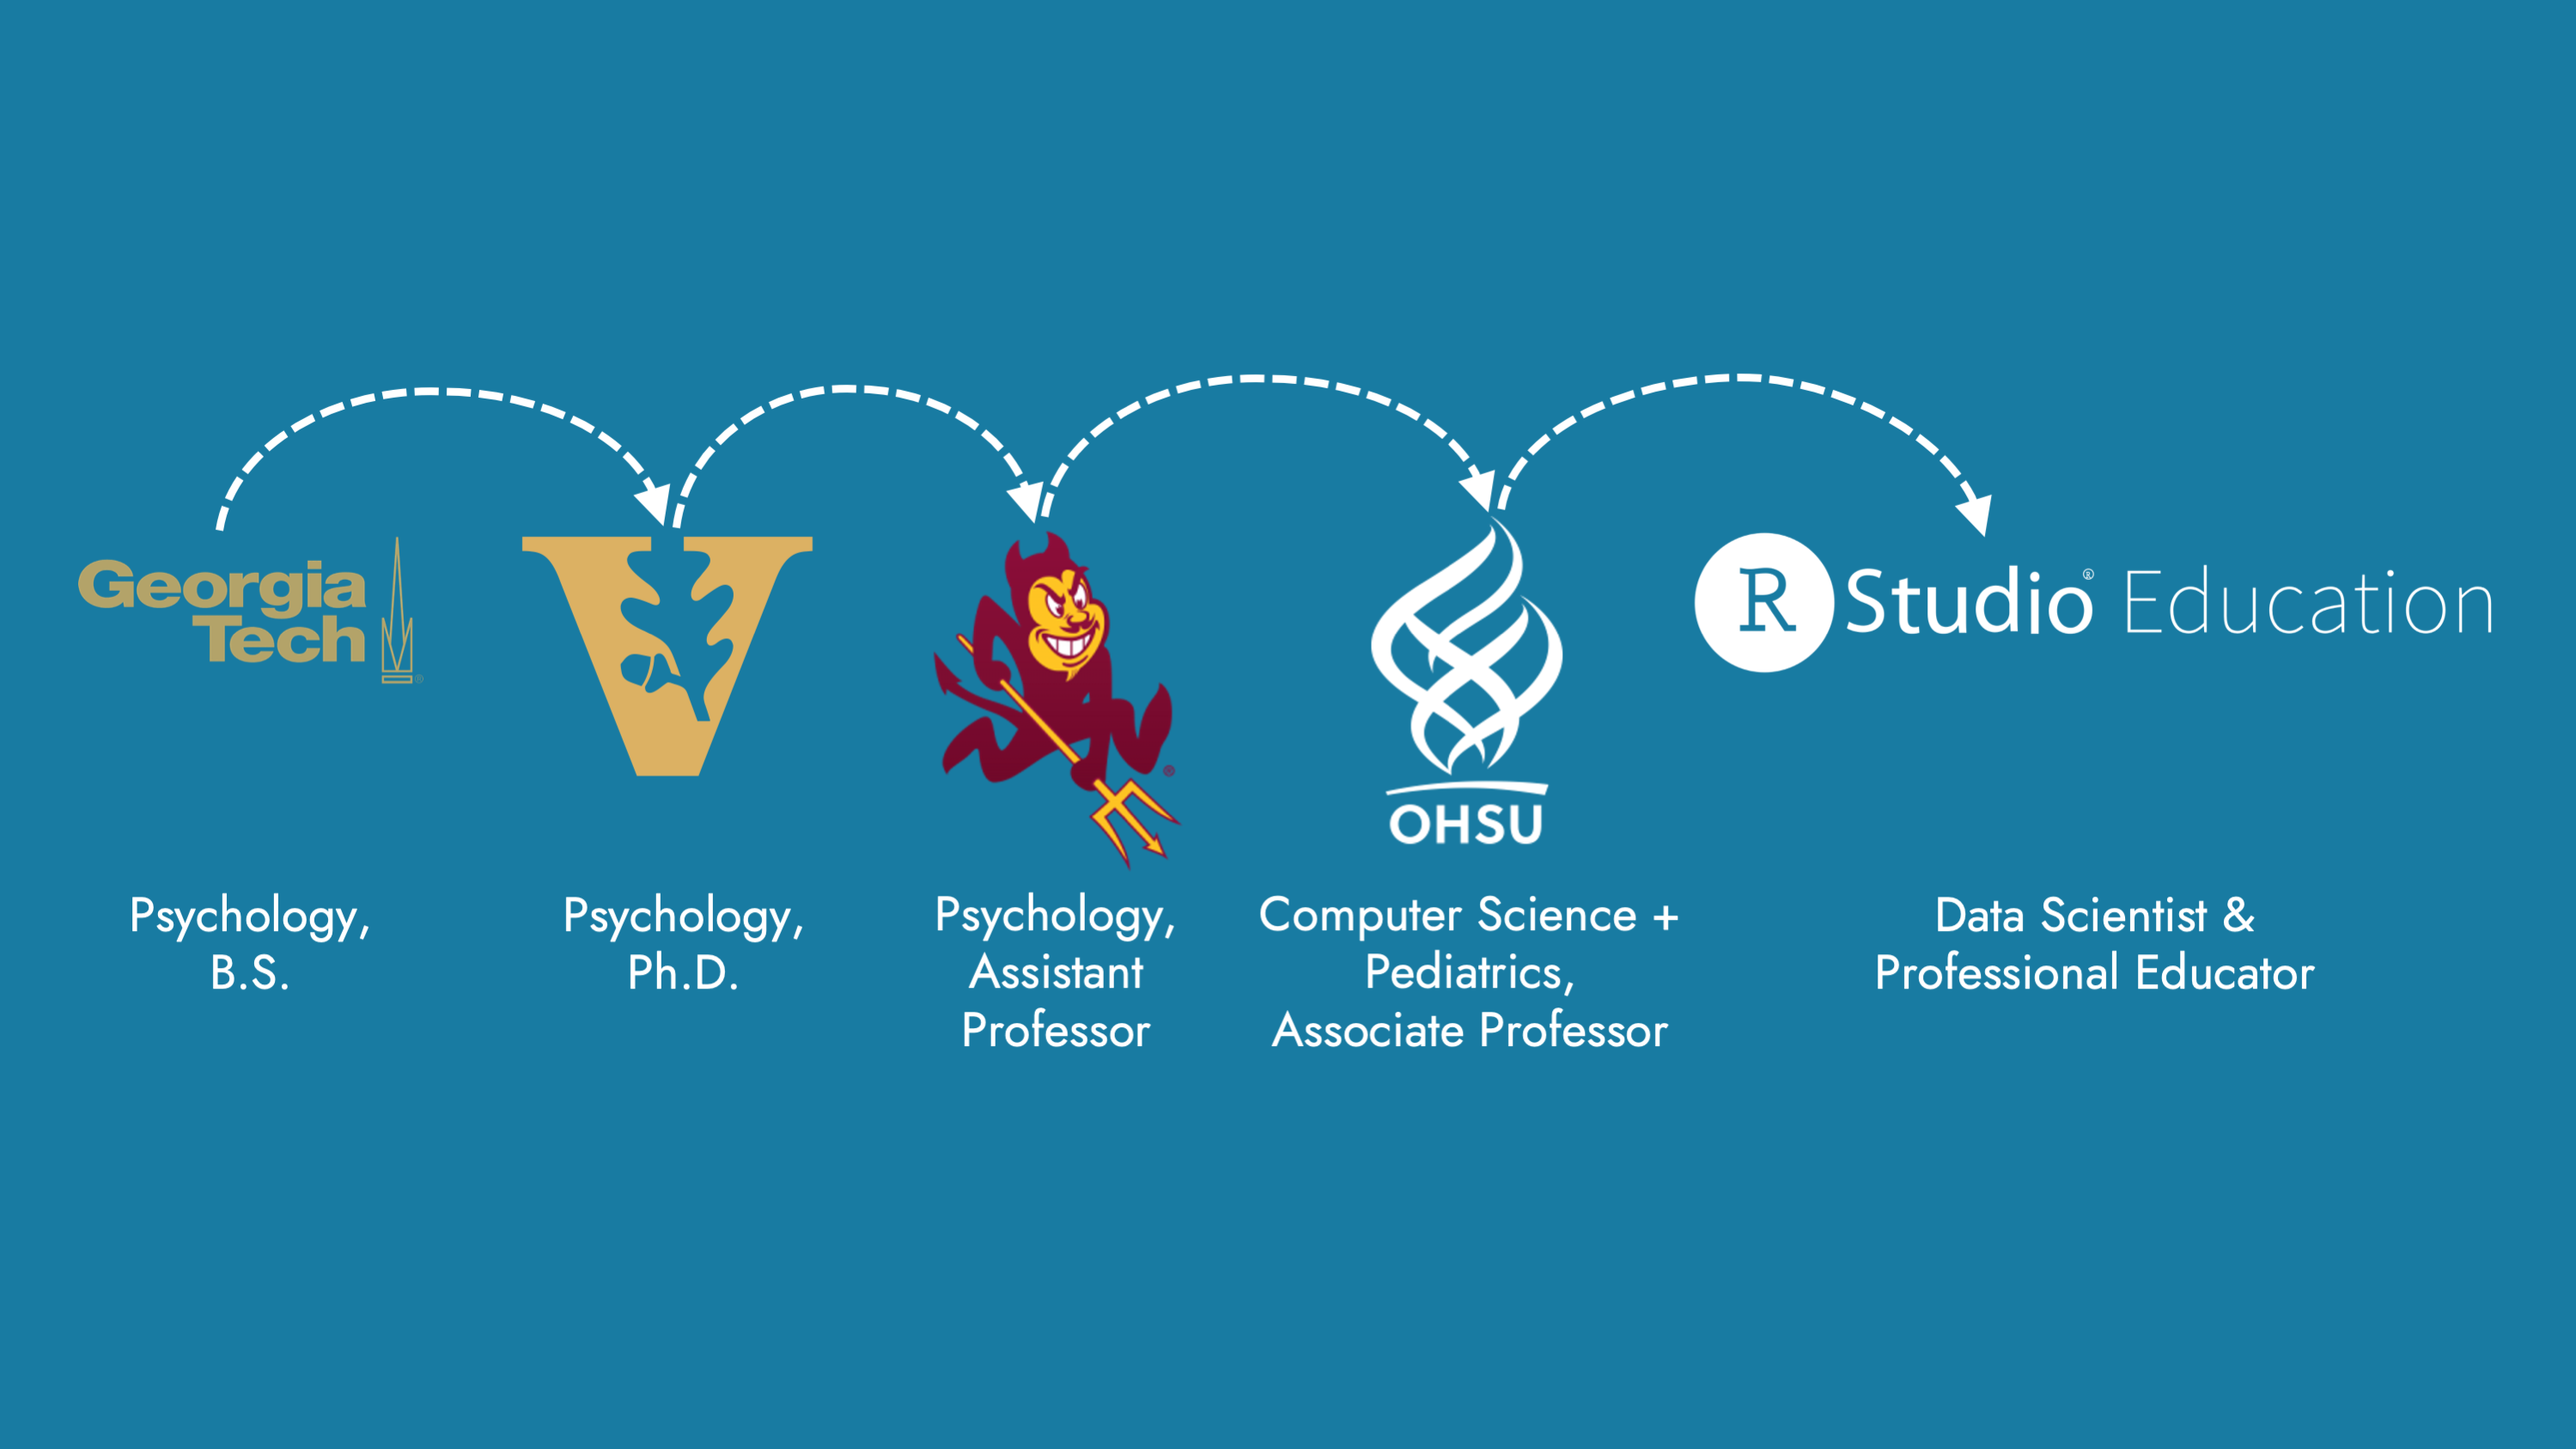 Georgia
Tech
V
OHSU
R Studio® Education
Psychology,
B.S.
Psychology,
Ph.D.
Psychology,
Assistant
Professor
Computer Science +
Pediatrics,
Associate Professor
Data Scientist &
Professional Educator